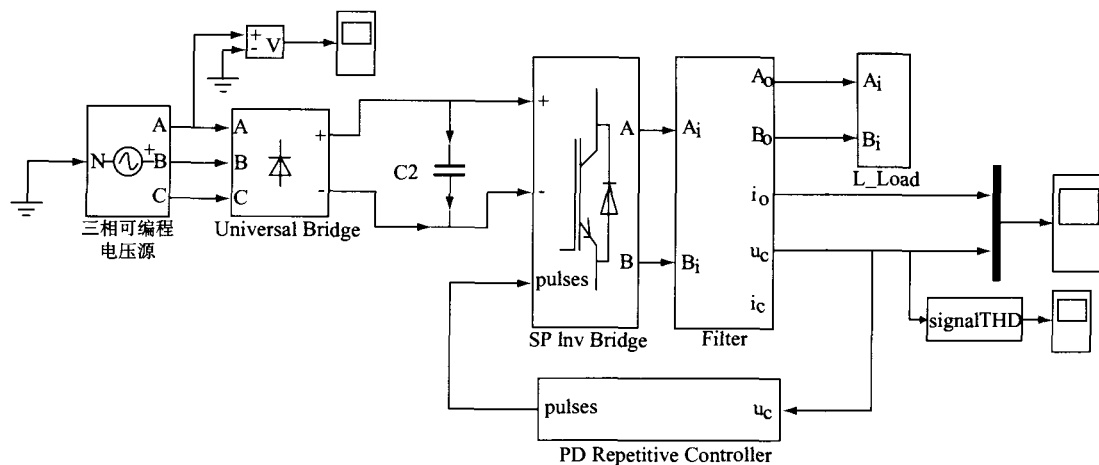 +
-
V
N
+
A
B
C
三相可编程
电压源
A
B
C
+
-
Universal Bridge
C2
+
-
pulses
A
B
SP Inv Bridge
Ai
Bi
Ao
Bo
io
uc
ic
Filter
Ai
Bi
L_Load
signalTHD
pulses
uc
PD Repetitive Controller